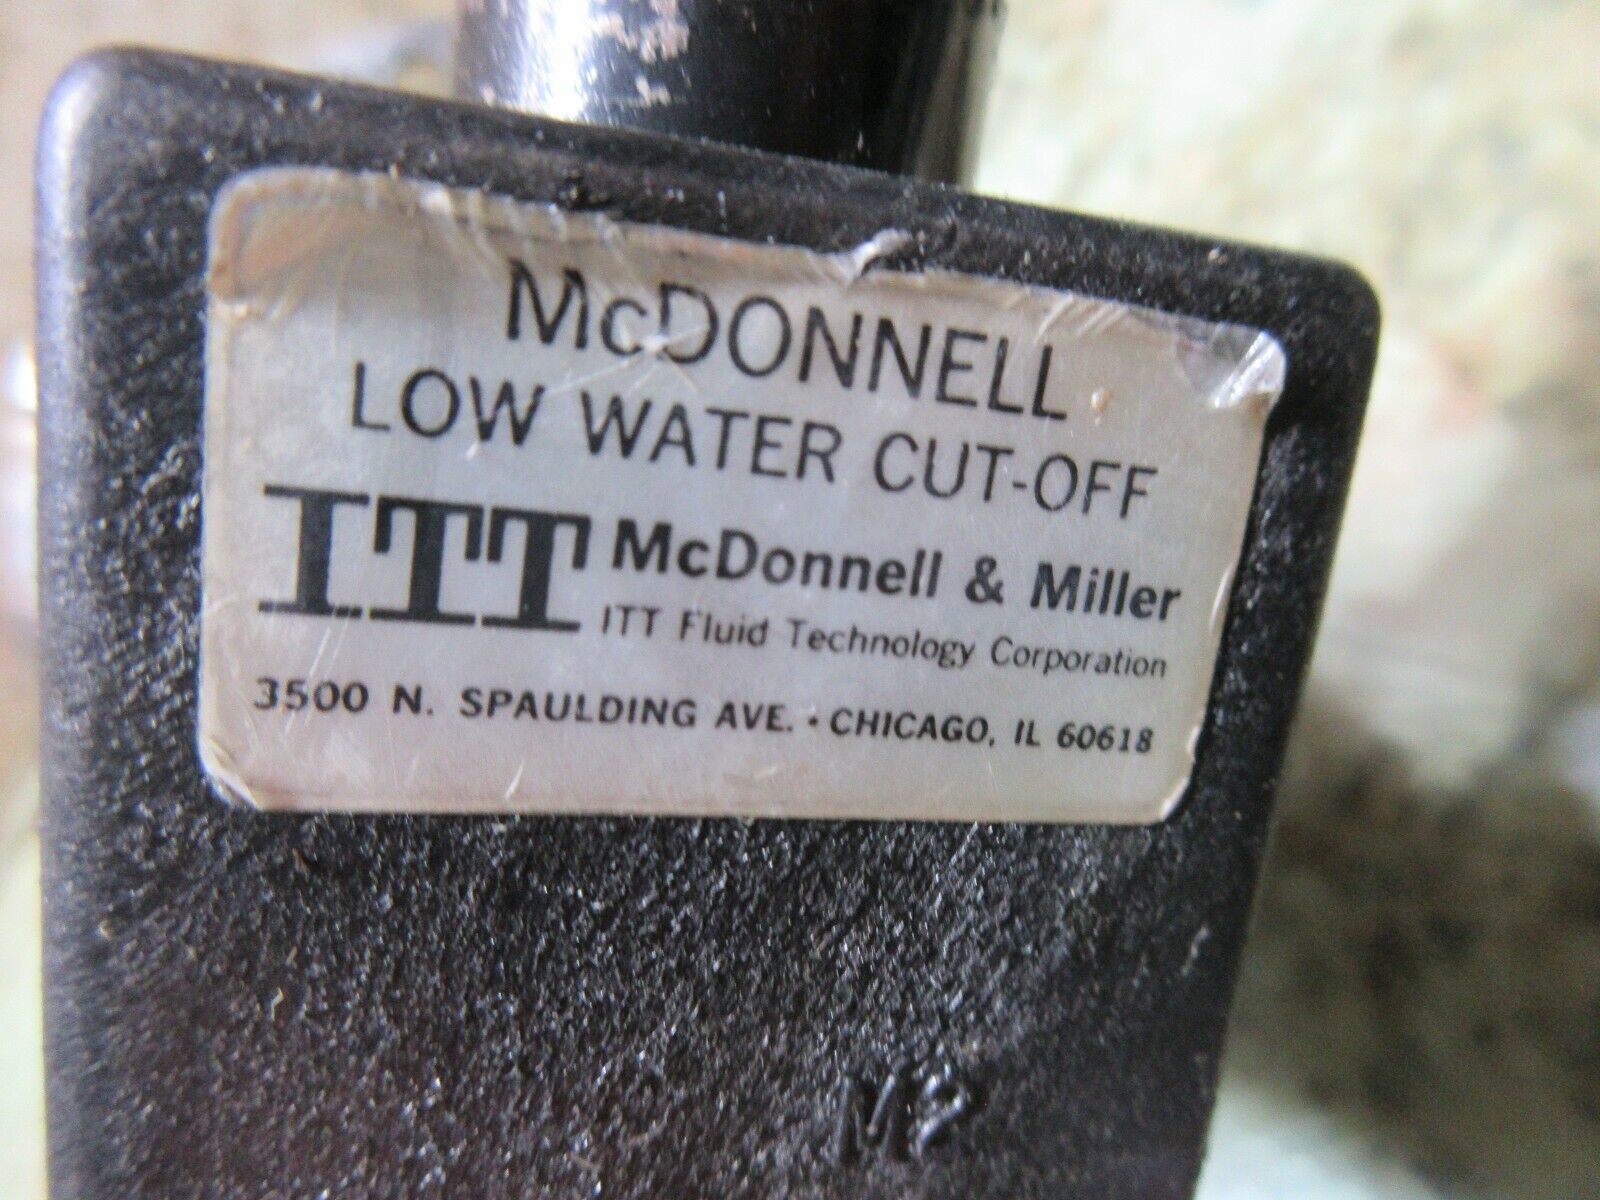 McDONNELL
LOW WATER CUT-OFF
ITT McDonnell & Miller
ITT Fluid Technology Corporation
3500 N. SPAULDING AVE. • CHICAGO, IL 60618